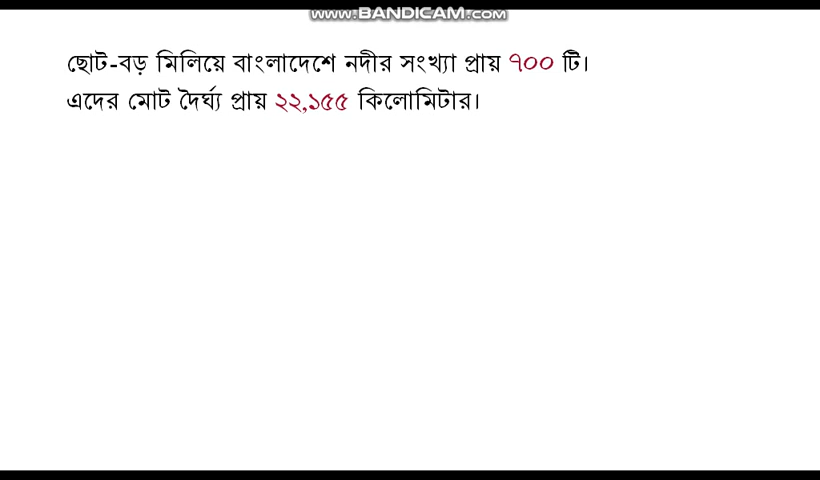 www.BANDICAM.com
ছোট-বড় মিলিয়ে বাংলাদেশে নদীর সংখ্যা প্রায় ৭০০ টি।
এদের মোট দৈর্ঘ্য প্রায় ২২,১৫৫ কিলোমিটার।